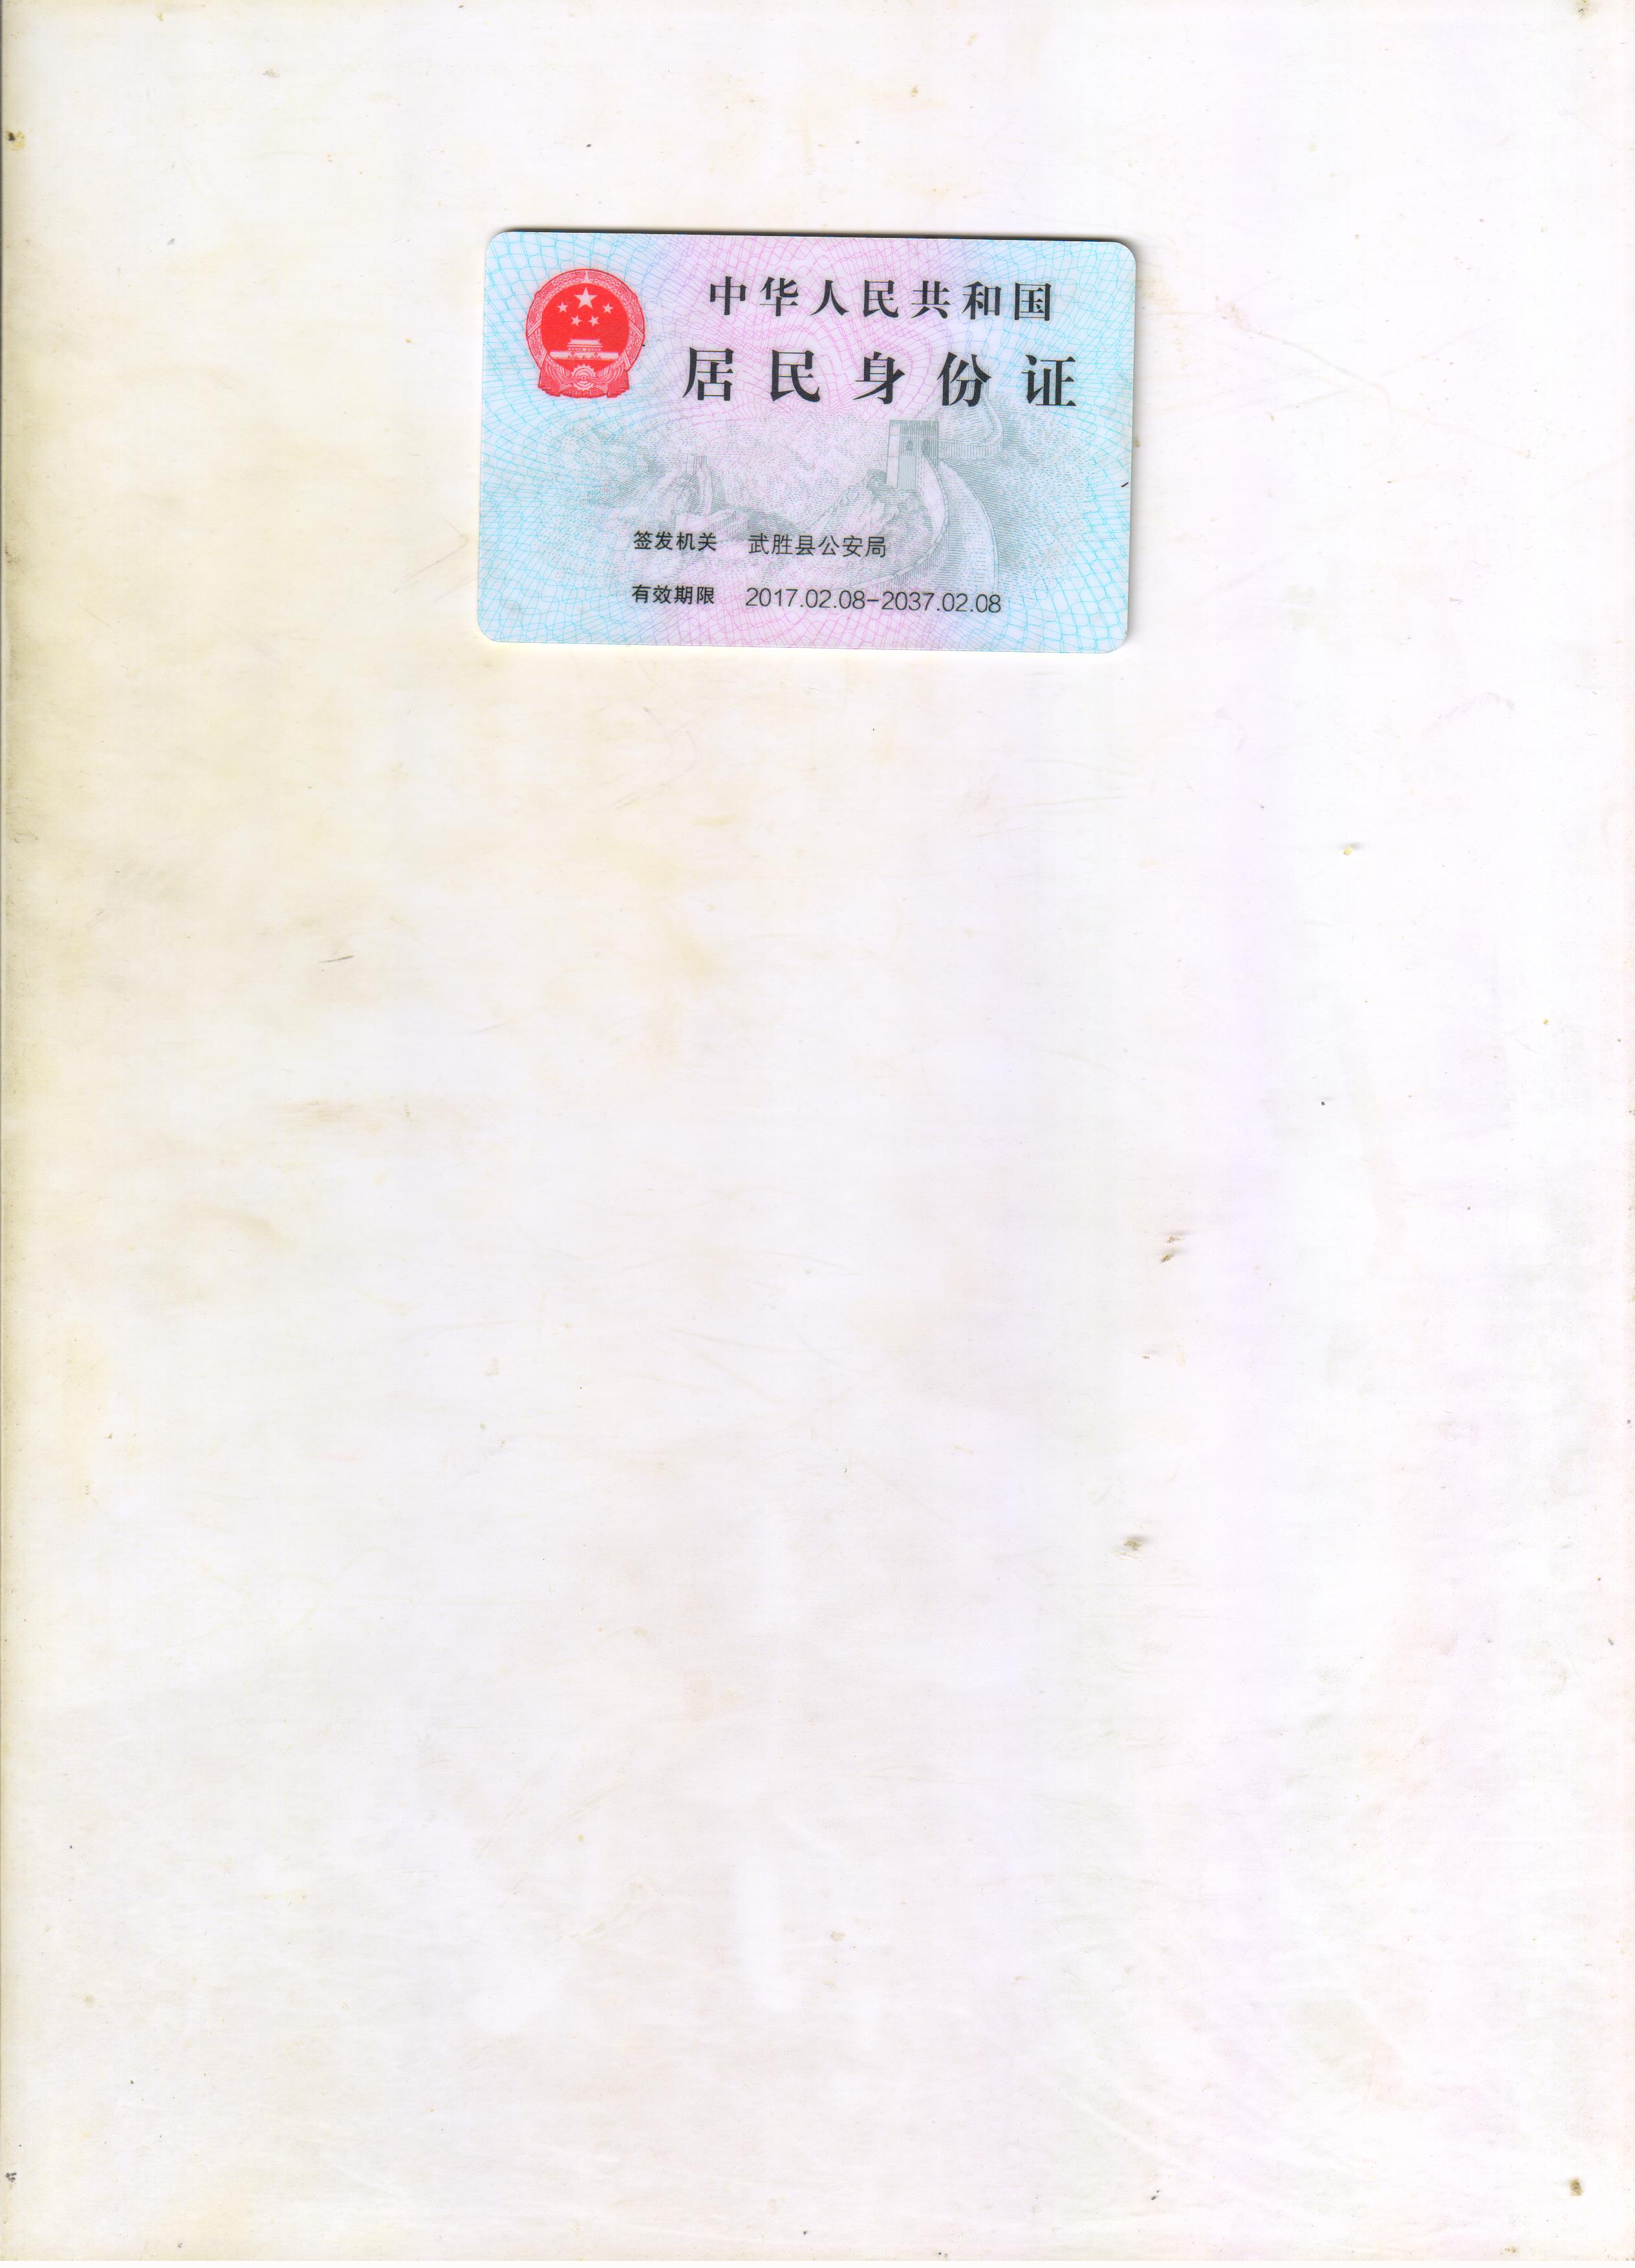 中华人民共和国
居民身份证
签发机关 武胜县公安局
有效期限 2017.02.08-2037.02.08